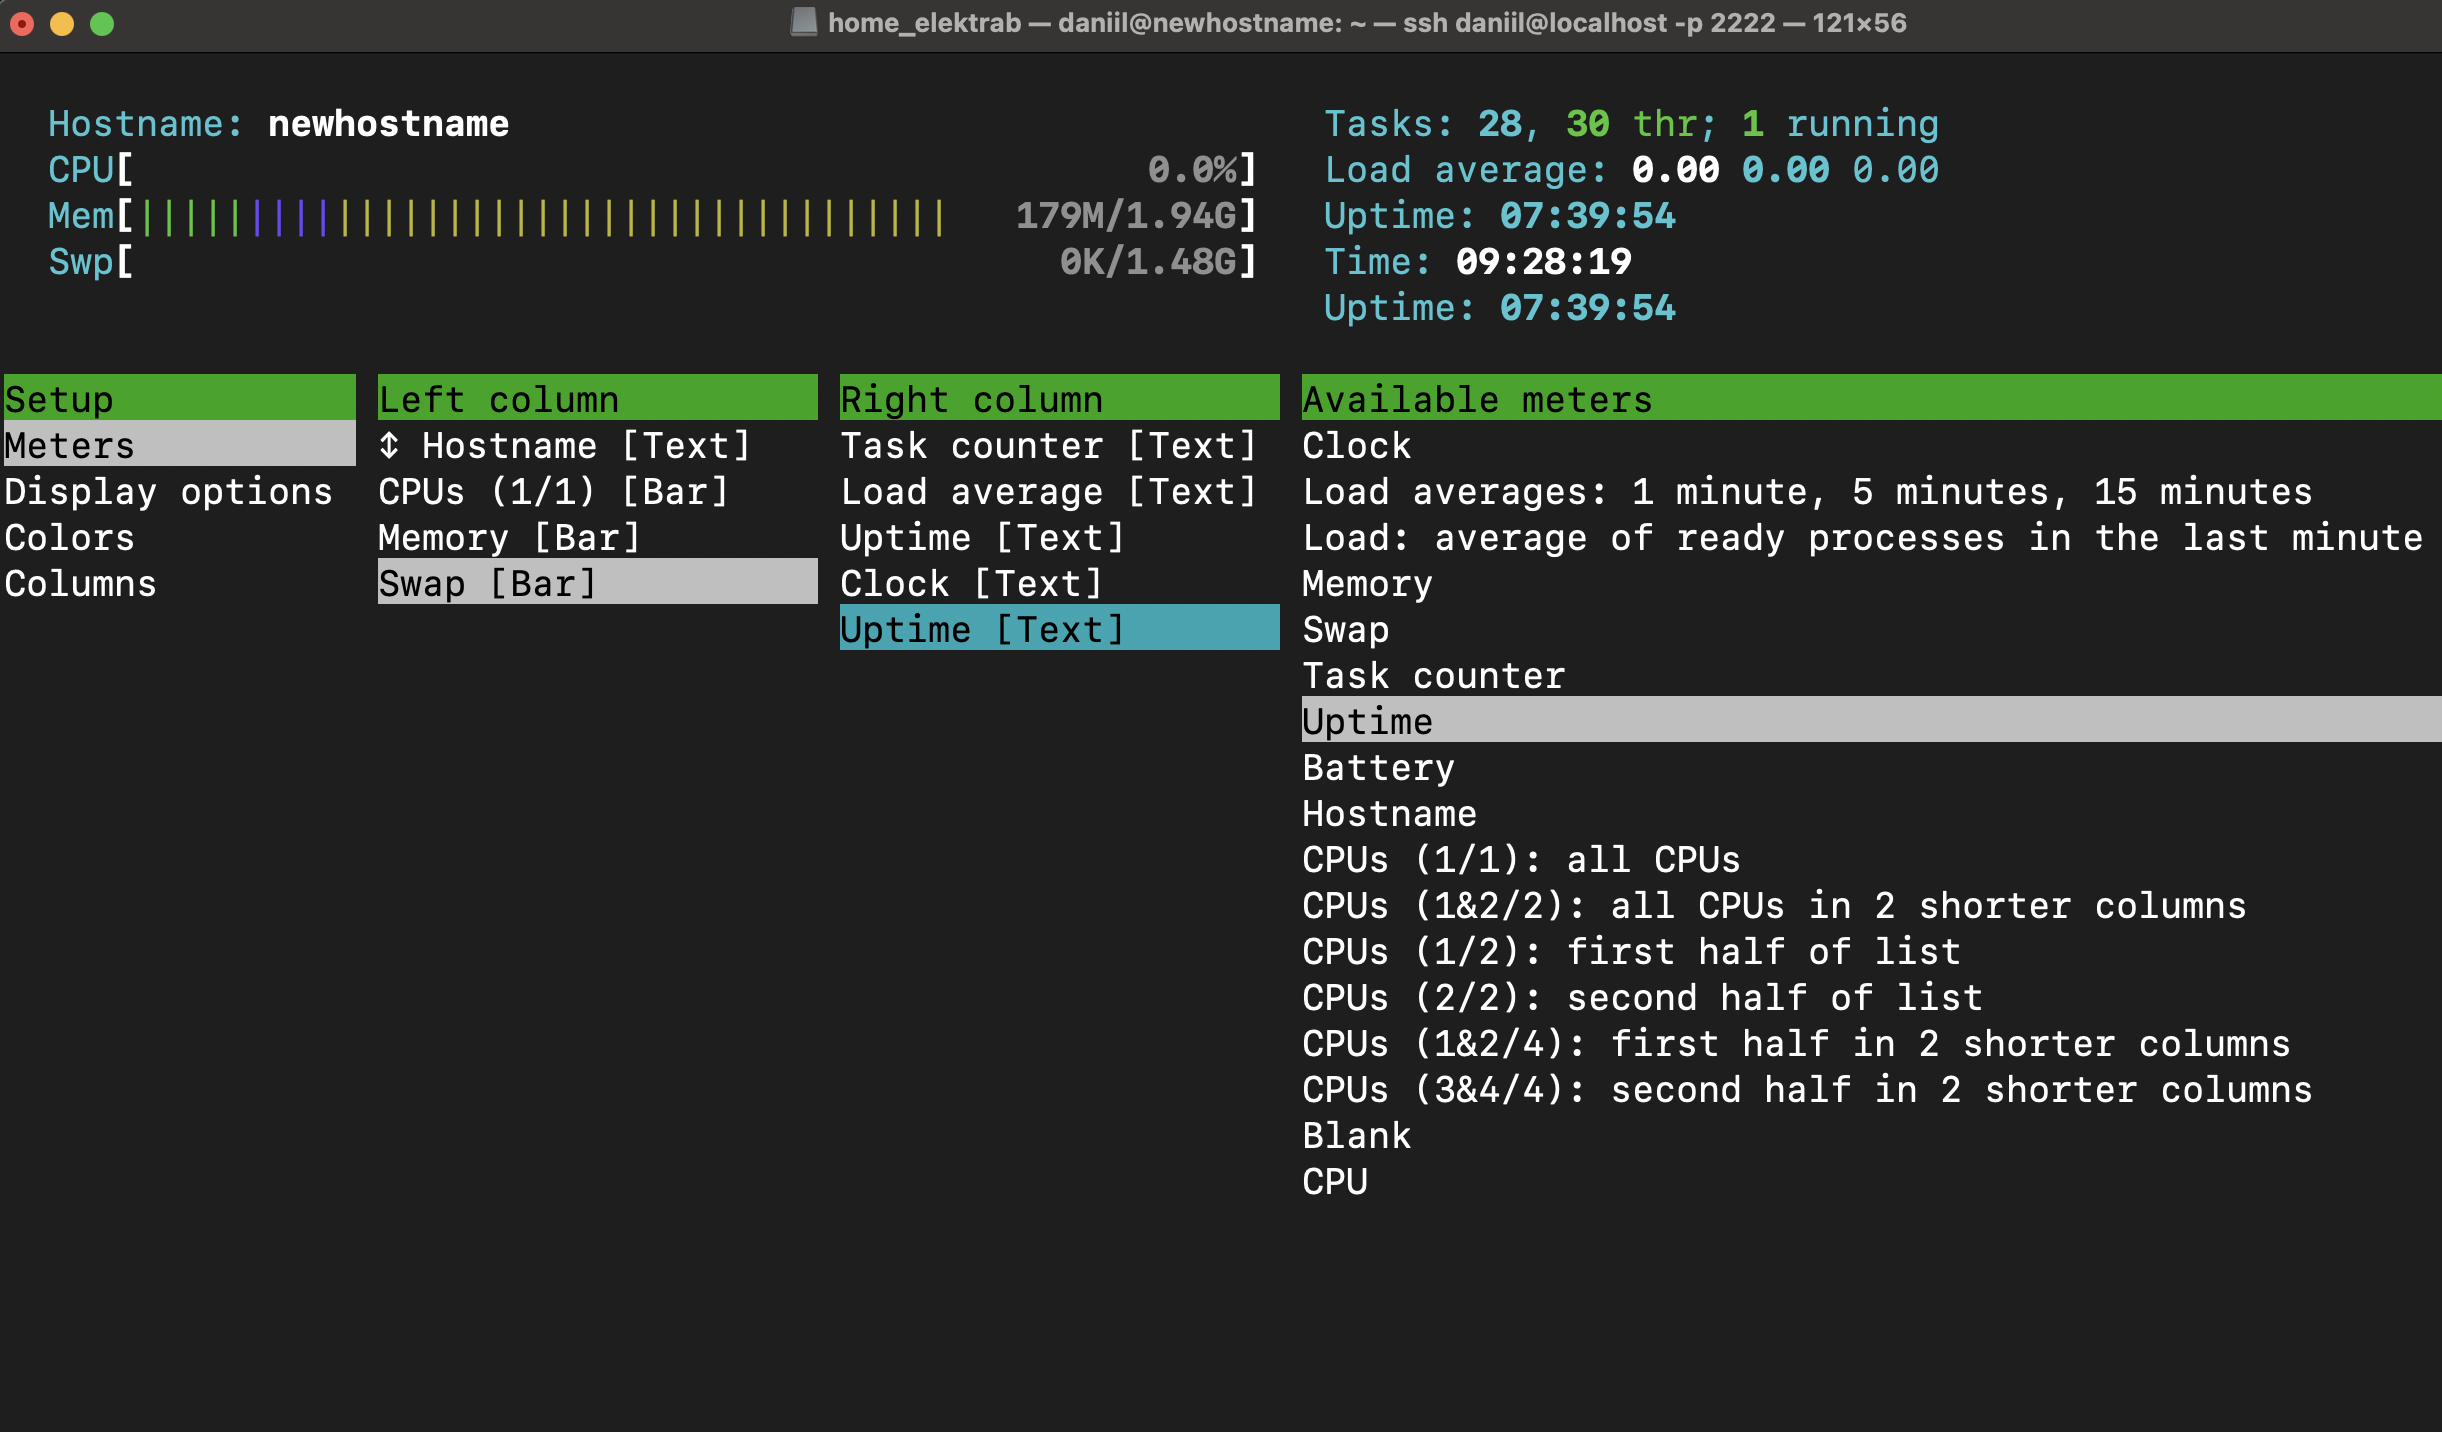 home_elektrab — daniil@newhostname: ~ — ssh daniil@localhost -p 2222 — 121×56
Hostname: newhostname
CPU[ 0.0%]
Mem[||||||||||||||||||||||||||||||||||||| 179M/1.94G]
Swp[ 0K/1.48G]
Tasks: 28, 30 thr; 1 running
Load average: 0.00 0.00 0.00
Uptime: 07:39:54
Time: 09:28:19
Uptime: 07:39:54
Setup
Meters
Display options
Colors
Columns
Left column
↕ Hostname [Text]
CPUs (1/1) [Bar]
Memory [Bar]
Swap [Bar]
Right column
Task counter [Text]
Load average [Text]
Uptime [Text]
Clock [Text]
Uptime [Text]
Available meters
Clock
Load averages: 1 minute, 5 minutes, 15 minutes
Load: average of ready processes in the last minute
Memory
Swap
Task counter
Uptime
Battery
Hostname
CPUs (1/1): all CPUs
CPUs (1&2/2): all CPUs in 2 shorter columns
CPUs (1/2): first half of list
CPUs (2/2): second half of list
CPUs (1&2/4): first half in 2 shorter columns
CPUs (3&4/4): second half in 2 shorter columns
Blank
CPU